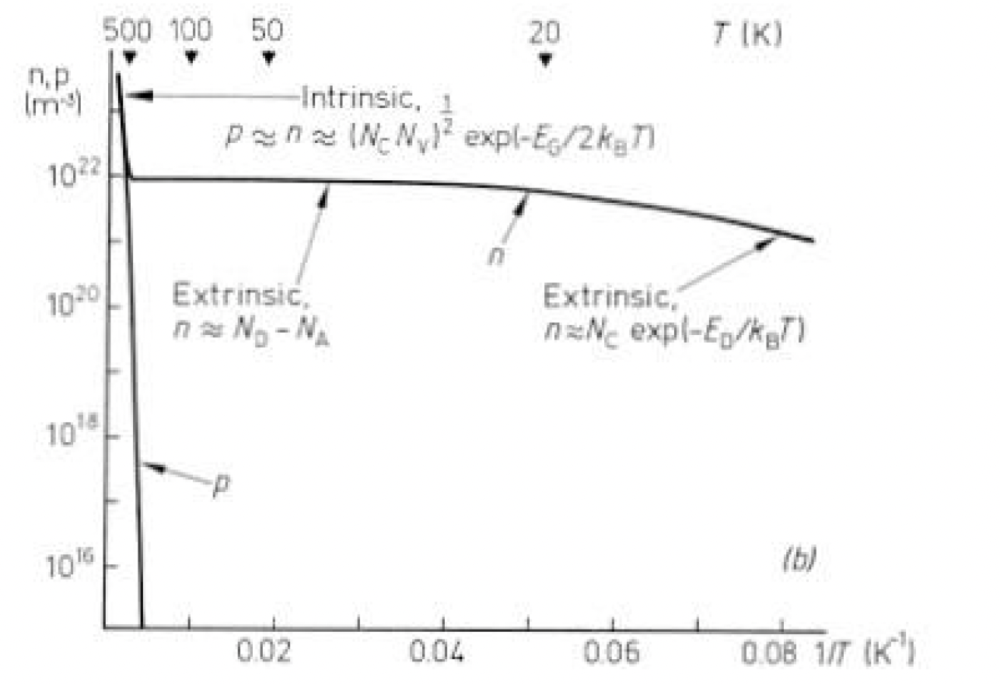 500 100 50 20 T (K)
n,p
(m⁻³)
Intrinsic,
p ≈ n ≈ (N_C N_V)^½ exp(-E_G/2k_BT)
10²²
n
Extrinsic,
n ≈ N_D - N_A
Extrinsic,
n≈N_C exp(-E_D/k_BT)
10²⁰
10¹⁸
p
10¹⁶
(b)
0.02 0.04 0.06 0.08 1/T (K⁻¹)